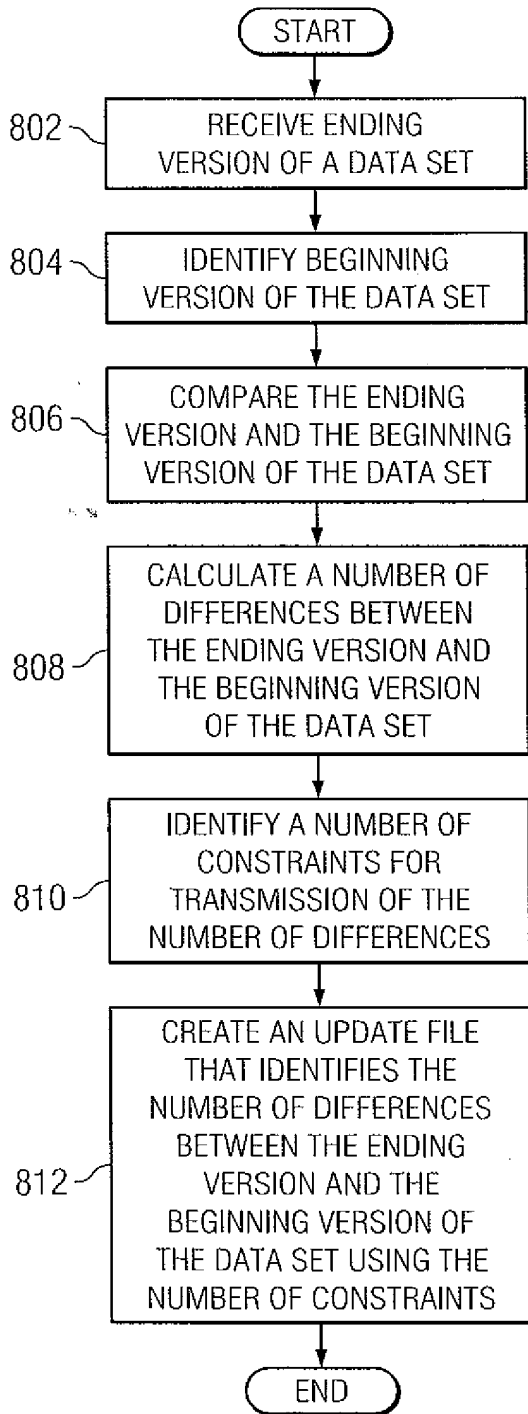 START
802
RECEIVE ENDING
VERSION OF A DATA SET
804
IDENTIFY BEGINNING
VERSION OF THE DATA SET
806
COMPARE THE ENDING
VERSION AND THE BEGINNING
VERSION OF THE DATA SET
808
CALCULATE A NUMBER OF
DIFFERENCES BETWEEN
THE ENDING VERSION AND
THE BEGINNING VERSION
OF THE DATA SET
810
IDENTIFY A NUMBER OF
CONSTRAINTS FOR
TRANSMISSION OF THE
NUMBER OF DIFFERENCES
812
CREATE AN UPDATE FILE
THAT IDENTIFIES THE
NUMBER OF DIFFERENCES
BETWEEN THE ENDING
VERSION AND THE
BEGINNING VERSION OF
THE DATA SET USING THE
NUMBER OF CONSTRAINTS
END